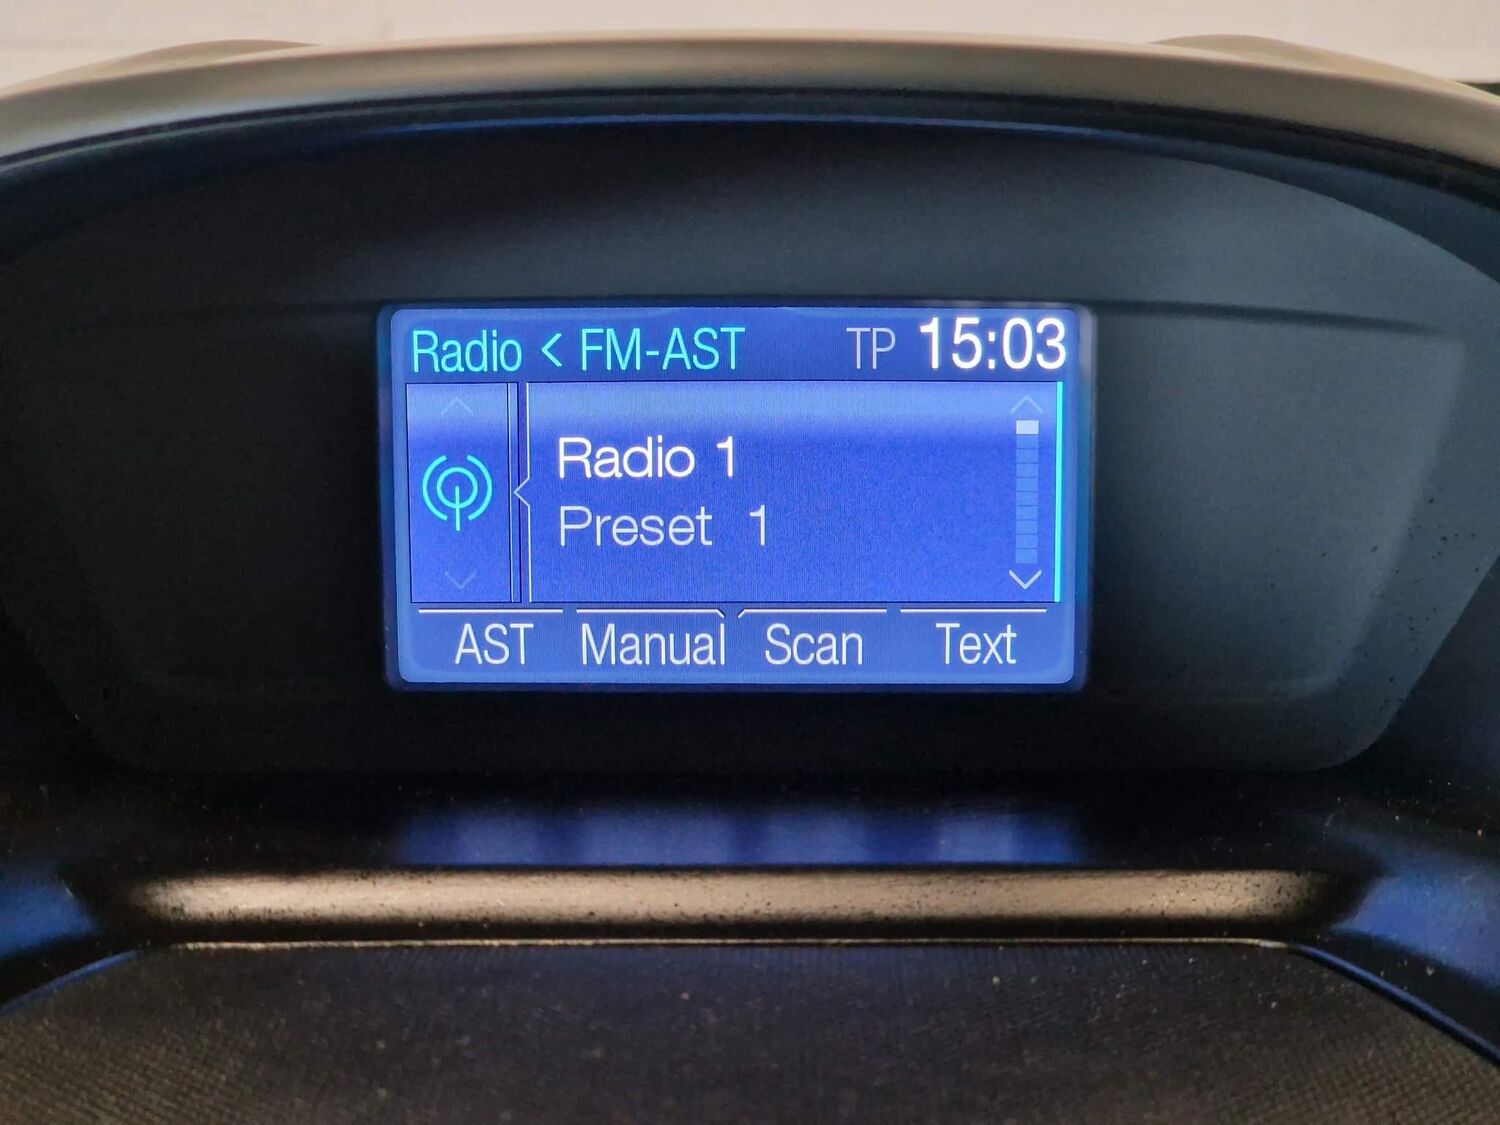 Radio < FM-AST TP 15:03
Radio 1
Preset 1
AST Manual Scan Text